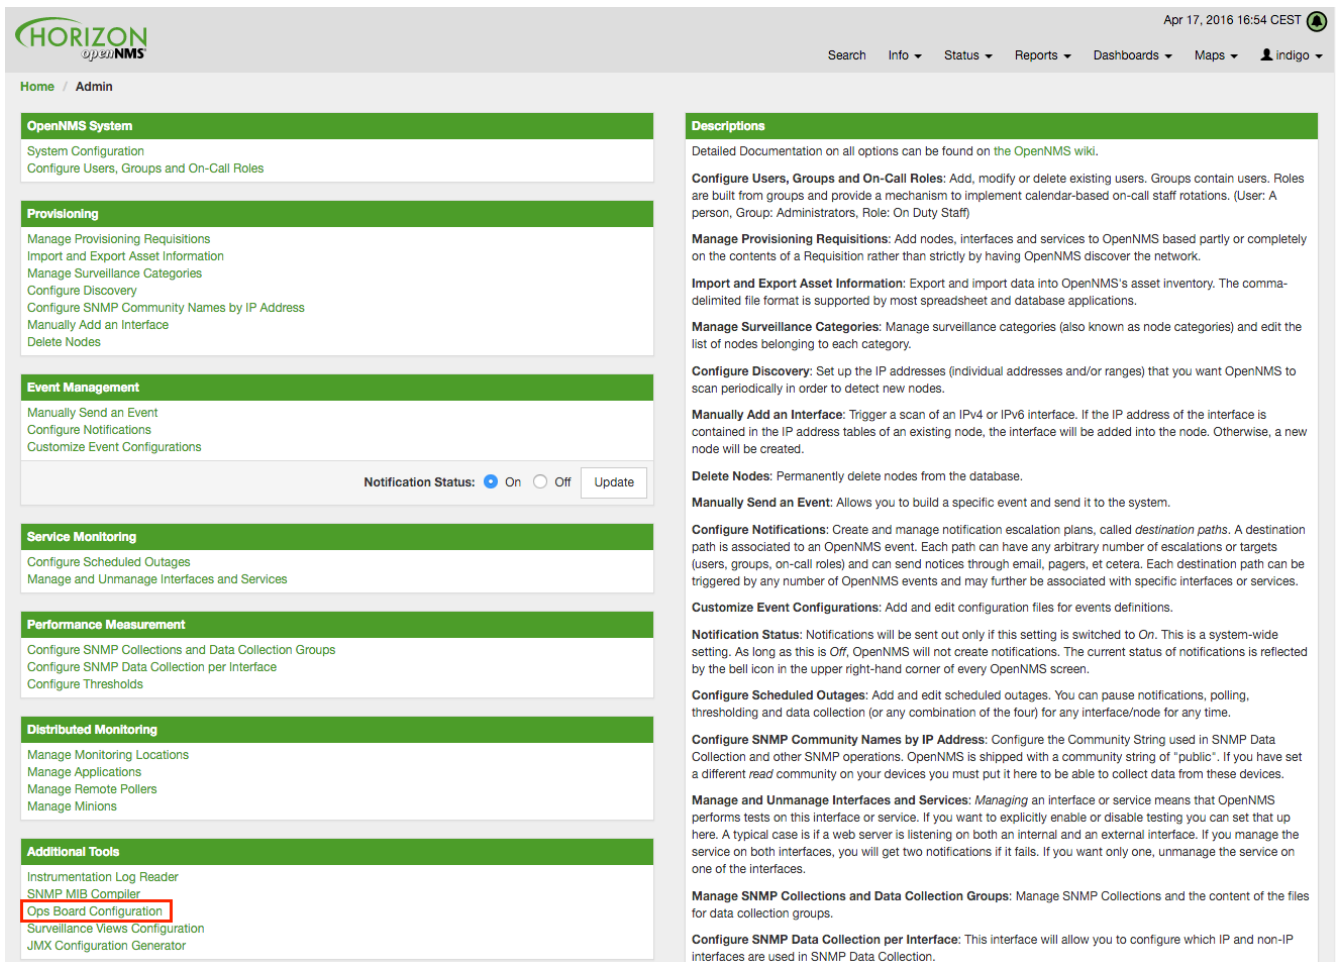 Apr 17, 2016 16:54 CEST
HORIZON
openNMS
Search Info Status Reports Dashboards Maps indigo
Home / Admin
OpenNMS System
System Configuration
Configure Users, Groups and On-Call Roles
Provisioning
Manage Provisioning Requisitions
Import and Export Asset Information
Manage Surveillance Categories
Configure Discovery
Configure SNMP Community Names by IP Address
Manually Add an Interface
Delete Nodes
Event Management
Manually Send an Event
Configure Notifications
Customize Event Configurations
Notification Status: On Off Update
Service Monitoring
Configure Scheduled Outages
Manage and Unmanage Interfaces and Services
Performance Measurement
Configure SNMP Collections and Data Collection Groups
Configure SNMP Data Collection per Interface
Configure Thresholds
Distributed Monitoring
Manage Monitoring Locations
Manage Applications
Manage Remote Pollers
Manage Minions
Additional Tools
Instrumentation Log Reader
SNMP MIB Compiler
Ops Board Configuration
Surveillance Views Configuration
JMX Configuration Generator
Descriptions
Detailed Documentation on all options can be found on the OpenNMS wiki.
Configure Users, Groups and On-Call Roles: Add, modify or delete existing users. Groups contain users. Roles
are built from groups and provide a mechanism to implement calendar-based on-call staff rotations. (User: A
person, Group: Administrators, Role: On Duty Staff)
Manage Provisioning Requisitions: Add nodes, interfaces and services to OpenNMS based partly or completely
on the contents of a Requisition rather than strictly by having OpenNMS discover the network.
Import and Export Asset Information: Export and import data into OpenNMS's asset inventory. The comma-
delimited file format is supported by most spreadsheet and database applications.
Manage Surveillance Categories: Manage surveillance categories (also known as node categories) and edit the
list of nodes belonging to each category.
Configure Discovery: Set up the IP addresses (individual addresses and/or ranges) that you want OpenNMS to
scan periodically in order to detect new nodes.
Manually Add an Interface: Trigger a scan of an IPv4 or IPv6 interface. If the IP address of the interface is
contained in the IP address tables of an existing node, the interface will be added into the node. Otherwise, a new
node will be created.
Delete Nodes: Permanently delete nodes from the database.
Manually Send an Event: Allows you to build a specific event and send it to the system.
Configure Notifications: Create and manage notification escalation plans, called destination paths. A destination
path is associated to an OpenNMS event. Each path can have any arbitrary number of escalations or targets
(users, groups, on-call roles) and can send notices through email, pagers, et cetera. Each destination path can be
triggered by any number of OpenNMS events and may further be associated with specific interfaces or services.
Customize Event Configurations: Add and edit configuration files for events definitions.
Notification Status: Notifications will be sent out only if this setting is switched to On. This is a system-wide
setting. As long as this is Off, OpenNMS will not create notifications. The current status of notifications is reflected
by the bell icon in the upper right-hand corner of every OpenNMS screen.
Configure Scheduled Outages: Add and edit scheduled outages. You can pause notifications, polling,
thresholding and data collection (or any combination of the four) for any interface/node for any time.
Configure SNMP Community Names by IP Address: Configure the Community String used in SNMP Data
Collection and other SNMP operations. OpenNMS is shipped with a community string of "public". If you have set
a different read community on your devices you must put it here to be able to collect data from these devices.
Manage and Unmanage Interfaces and Services: Managing an interface or service means that OpenNMS
performs tests on this interface or service. If you want to explicitly enable or disable testing you can set that up
here. A typical case is if a web server is listening on both an internal and an external interface. If you manage the
service on both interfaces, you will get two notifications if it fails. If you want only one, unmanage the service on
one of the interfaces.
Manage SNMP Collections and Data Collection Groups: Manage SNMP Collections and the content of the files
for data collection groups.
Configure SNMP Data Collection per Interface: This interface will allow you to configure which IP and non-IP
interfaces are used in SNMP Data Collection.